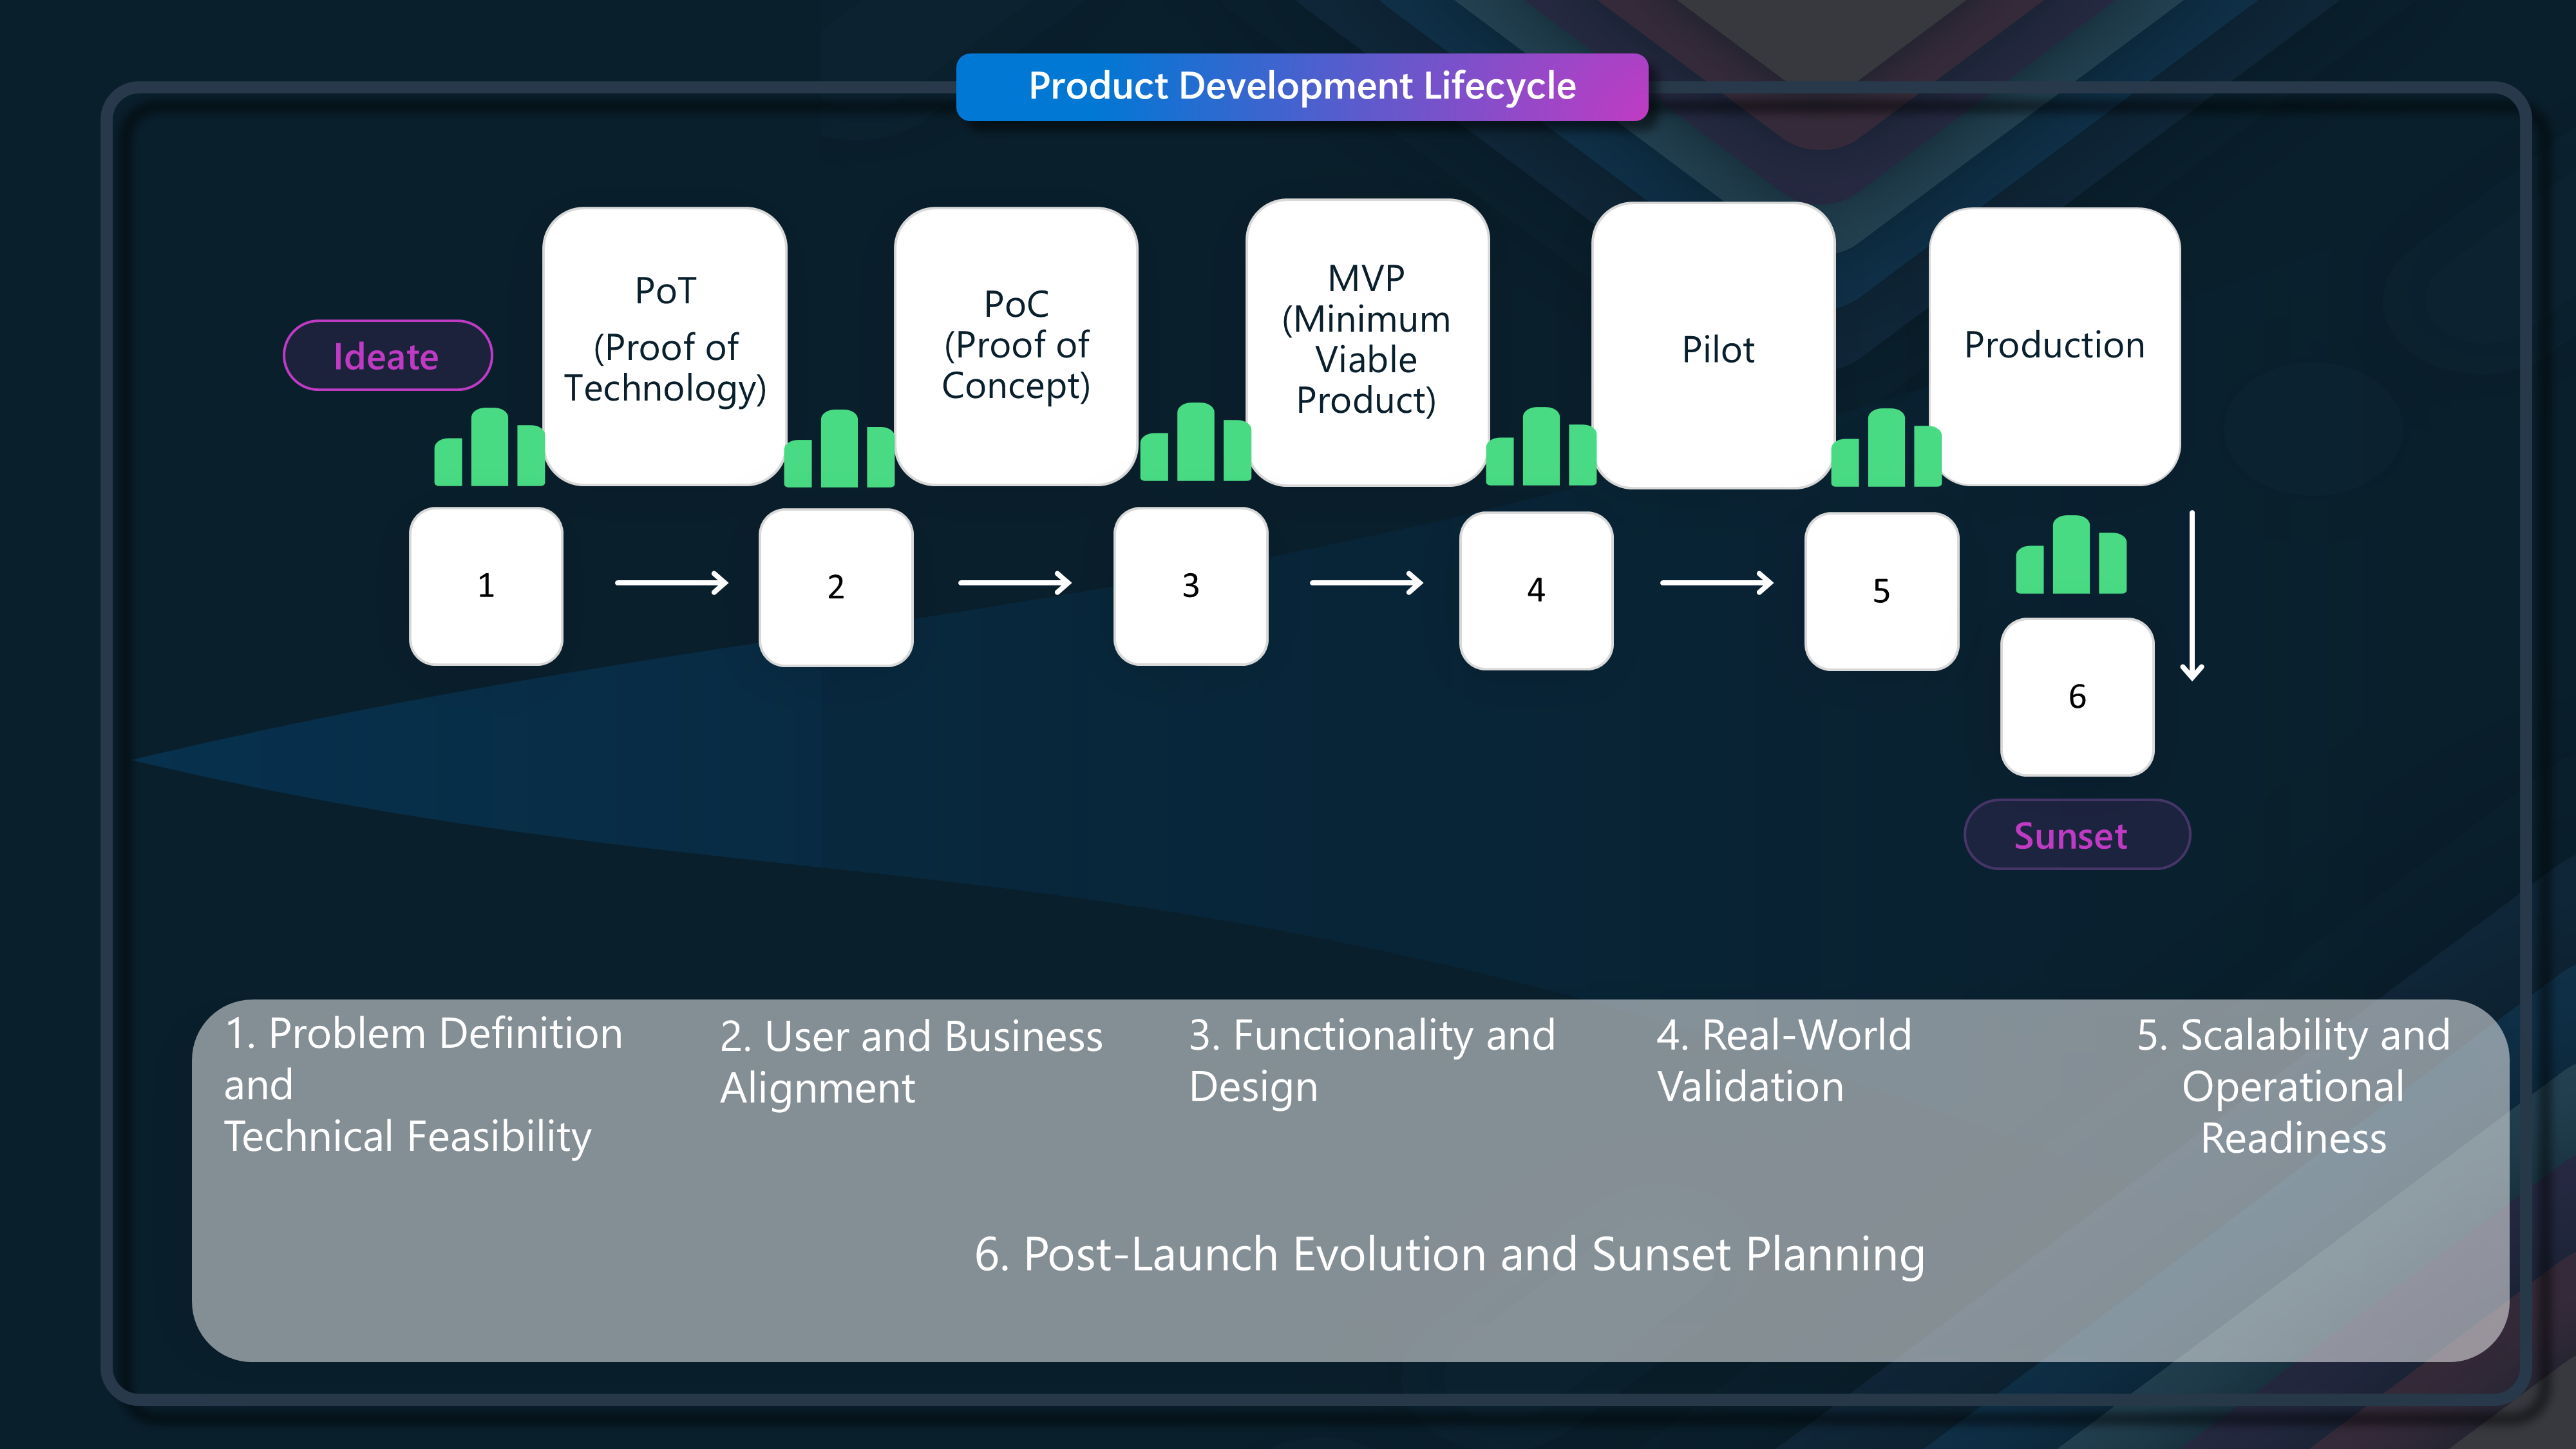 Product Development Lifecycle
Ideate
PoT
(Proof of
Technology)
PoC
(Proof of
Concept)
MVP
(Minimum
Viable
Product)
Pilot
Production
1
2
3
4
5
6
Sunset
1. Problem Definition
and
Technical Feasibility
2. User and Business
Alignment
3. Functionality and
Design
4. Real-World
Validation
5. Scalability and
Operational
Readiness
6. Post-Launch Evolution and Sunset Planning